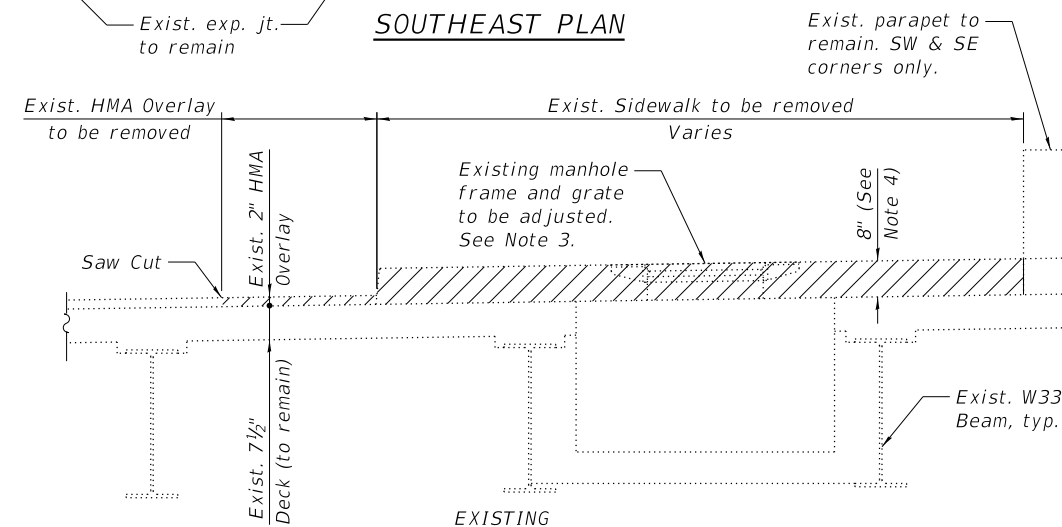 SOUTHEAST PLAN
Exist. exp. jt.
to remain
Exist. parapet to
remain. SW & SE
corners only.
Exist. HMA Overlay
to be removed
Exist. Sidewalk to be removed
Varies
Existing manhole
frame and grate
to be adjusted.
See Note 3.
8" (See
Note 4)
Exist. 2" HMA
Overlay
Saw Cut
Exist. 7½"
Deck (to remain)
Exist. W33
Beam, typ.
EXISTING